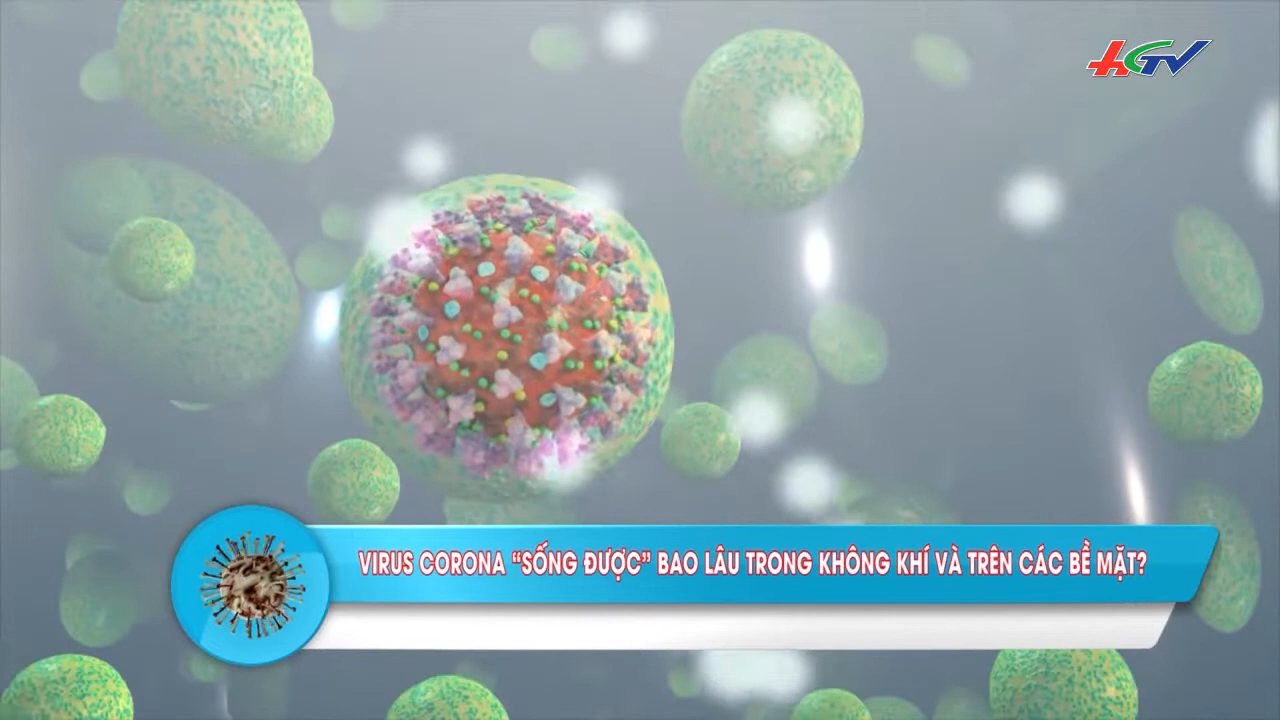 HGTV
VIRUS CORONA “SỐNG ĐƯỢC” BAO LÂU TRONG KHÔNG KHÍ VÀ TRÊN CÁC BỀ MẶT?